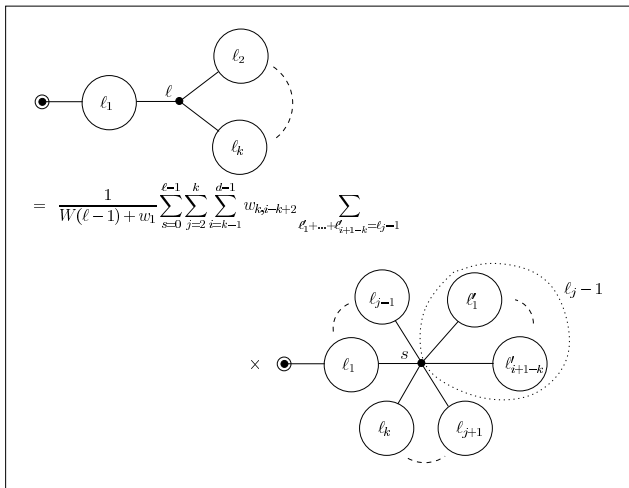 ℓ₂
ℓ₁ ℓ
ℓₖ
= 1/(W(ℓ−1)+w₁) ∑_{s=0}^{ℓ−1} ∑_{j=2}^{k} ∑_{i=k−1}^{d−1} w_{k,i−k+2} ∑_{ℓ′₁+...+ℓ′_{i+1−k}=ℓ_j−1}
ℓ_{j−1} ℓ′₁ ℓ_j − 1
× ℓ₁ s ℓ′_{i+1−k}
ℓₖ ℓ_{j+1}